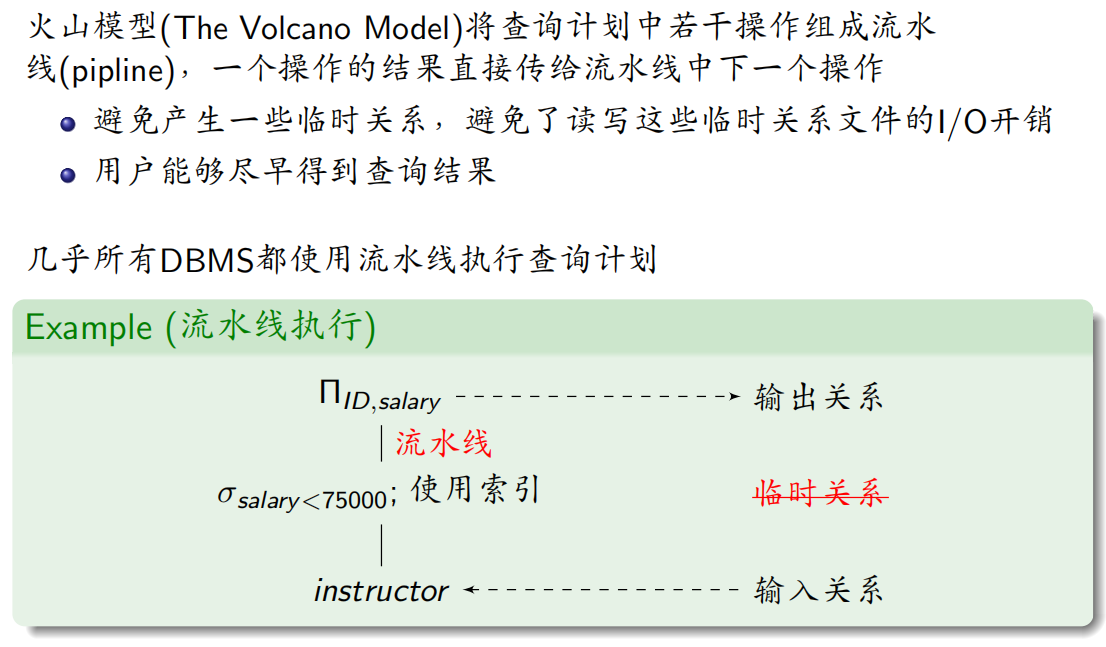 火山模型(The Volcano Model)将查询计划中若干操作组成流水
线(pipline)，一个操作的结果直接传给流水线中下一个操作
避免产生一些临时关系，避免了读写这些临时关系文件的I/O开销
用户能够尽早得到查询结果
几乎所有DBMS都使用流水线执行查询计划
Example (流水线执行)
Π_{ID,salary} 输出关系
流水线
σ_{salary<75000}; 使用索引 临时关系
instructor 输入关系